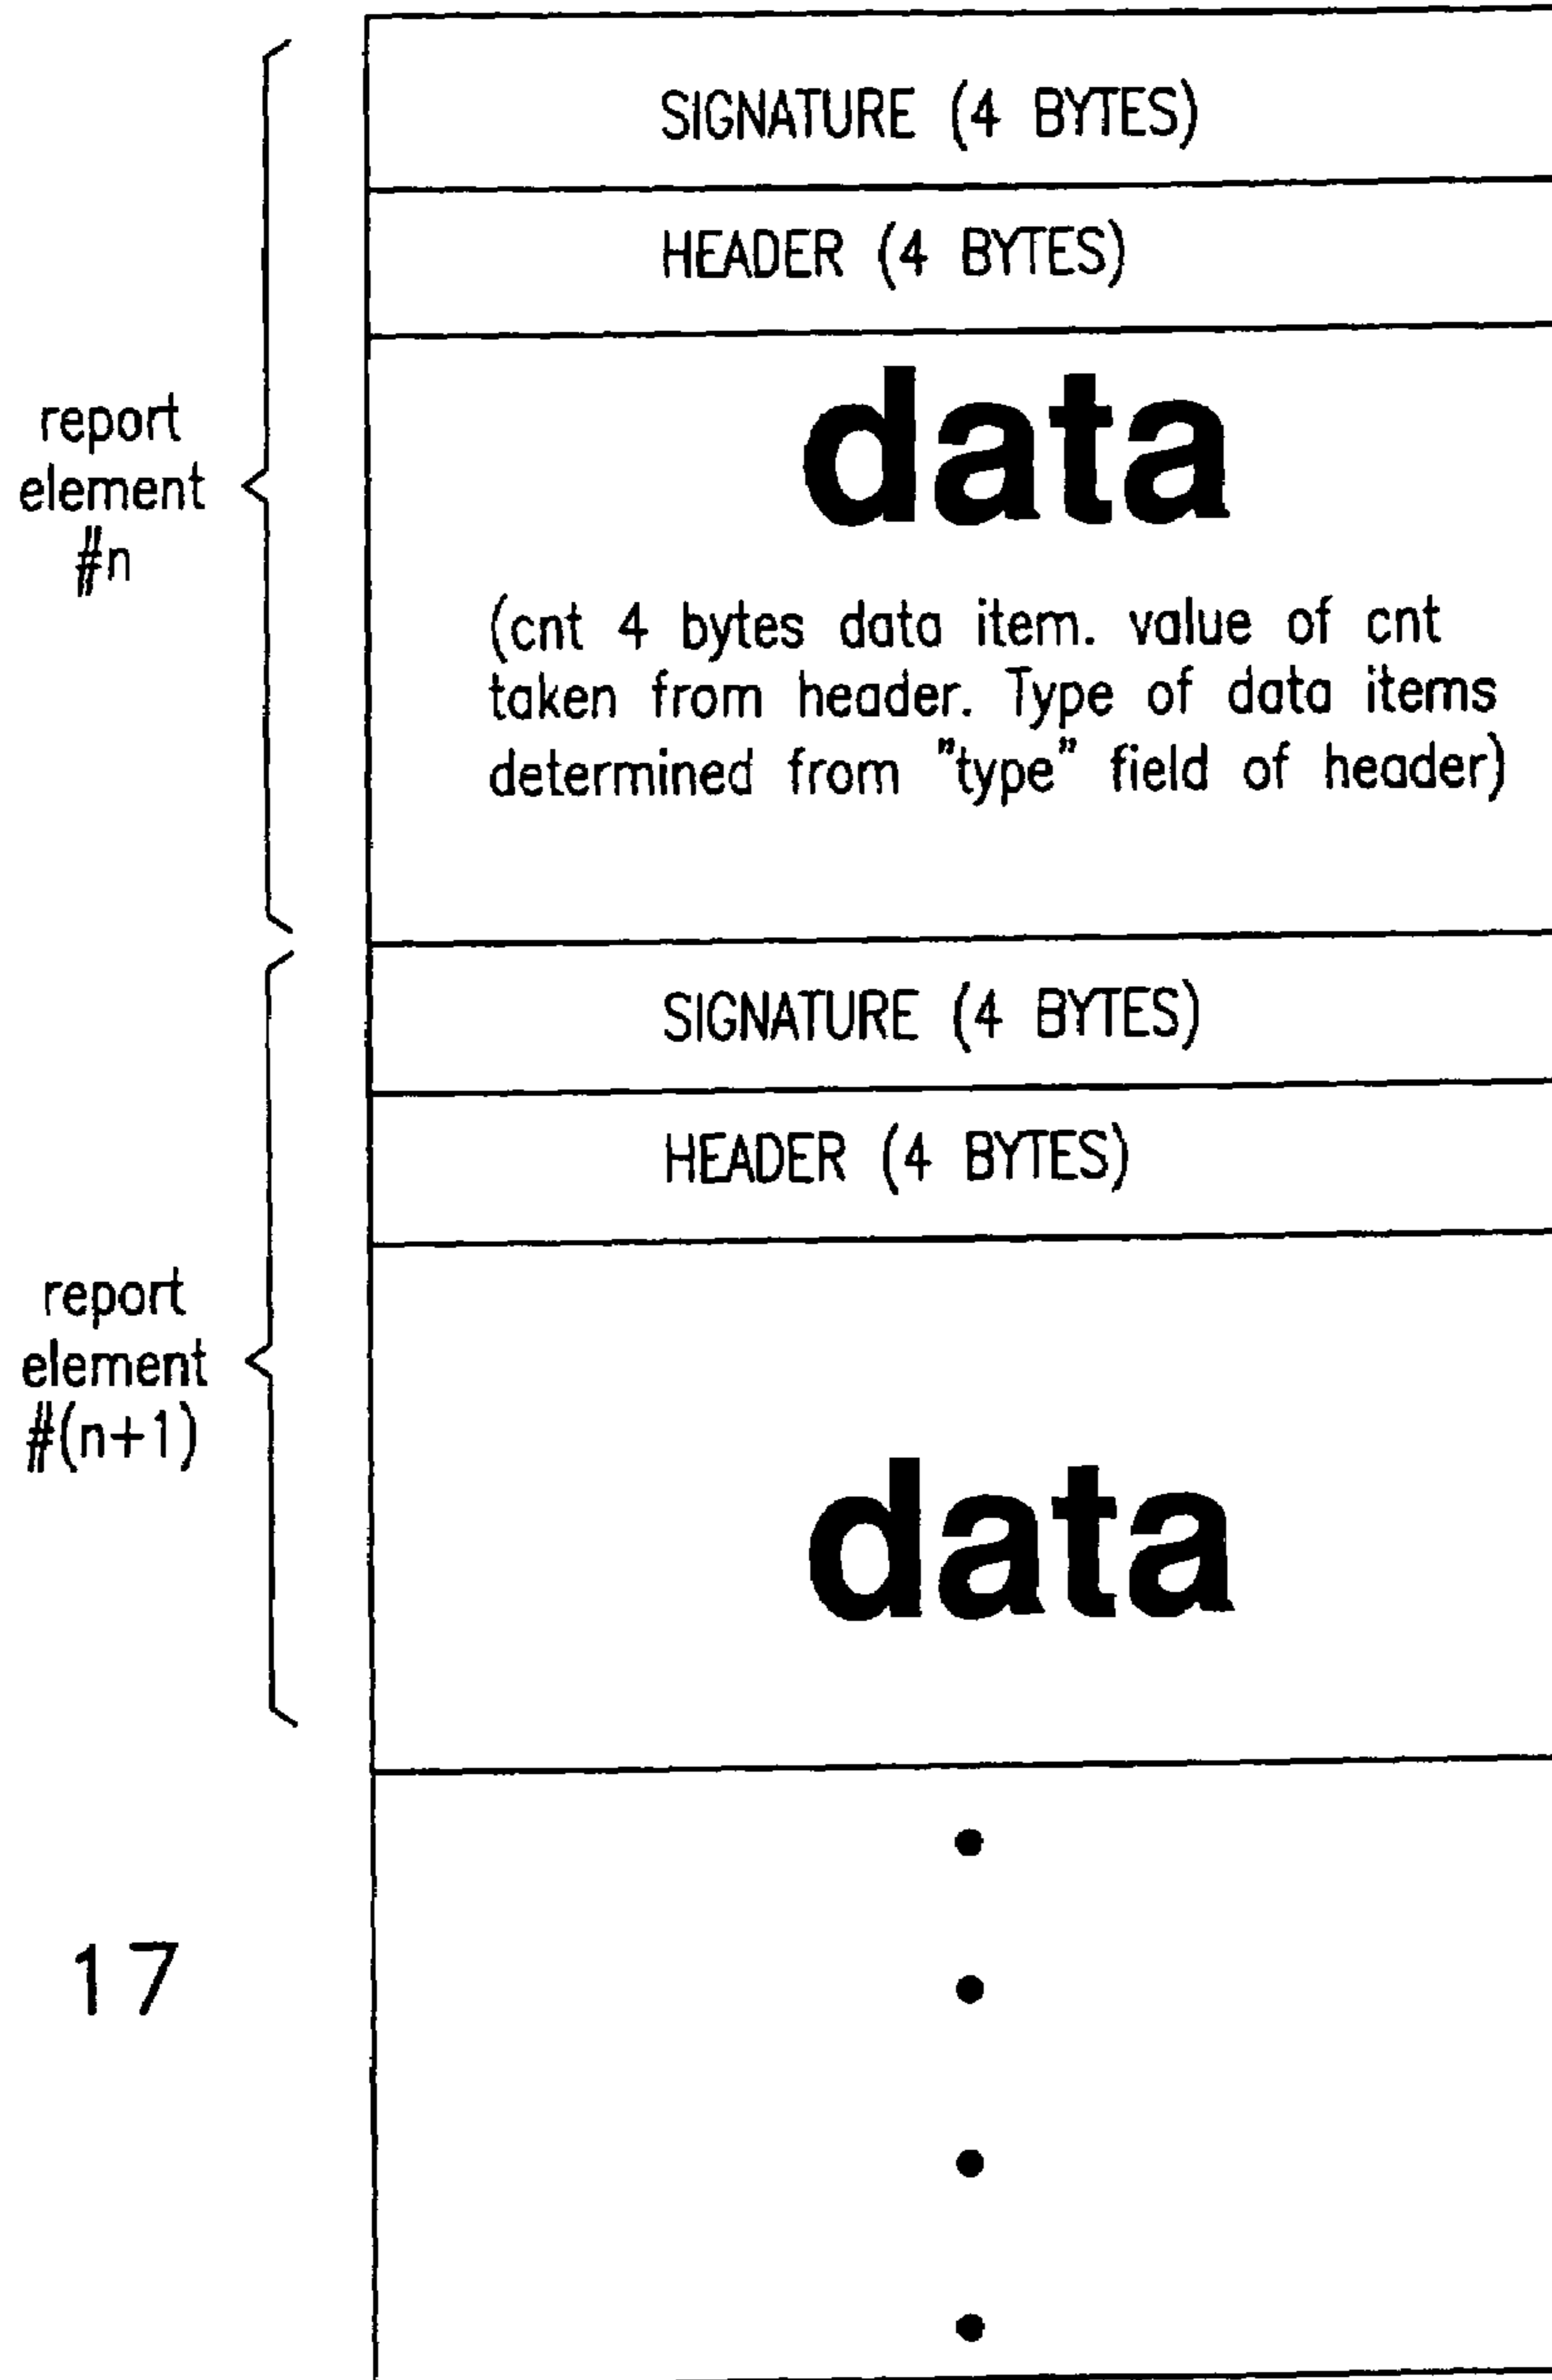 SIGNATURE (4 BYTES)
HEADER (4 BYTES)
data
report
element
#n
(cnt 4 bytes data item. value of cnt
taken from header. Type of data items
determined from "type" field of header)
SIGNATURE (4 BYTES)
HEADER (4 BYTES)
report
element
#(n+1)
data
17